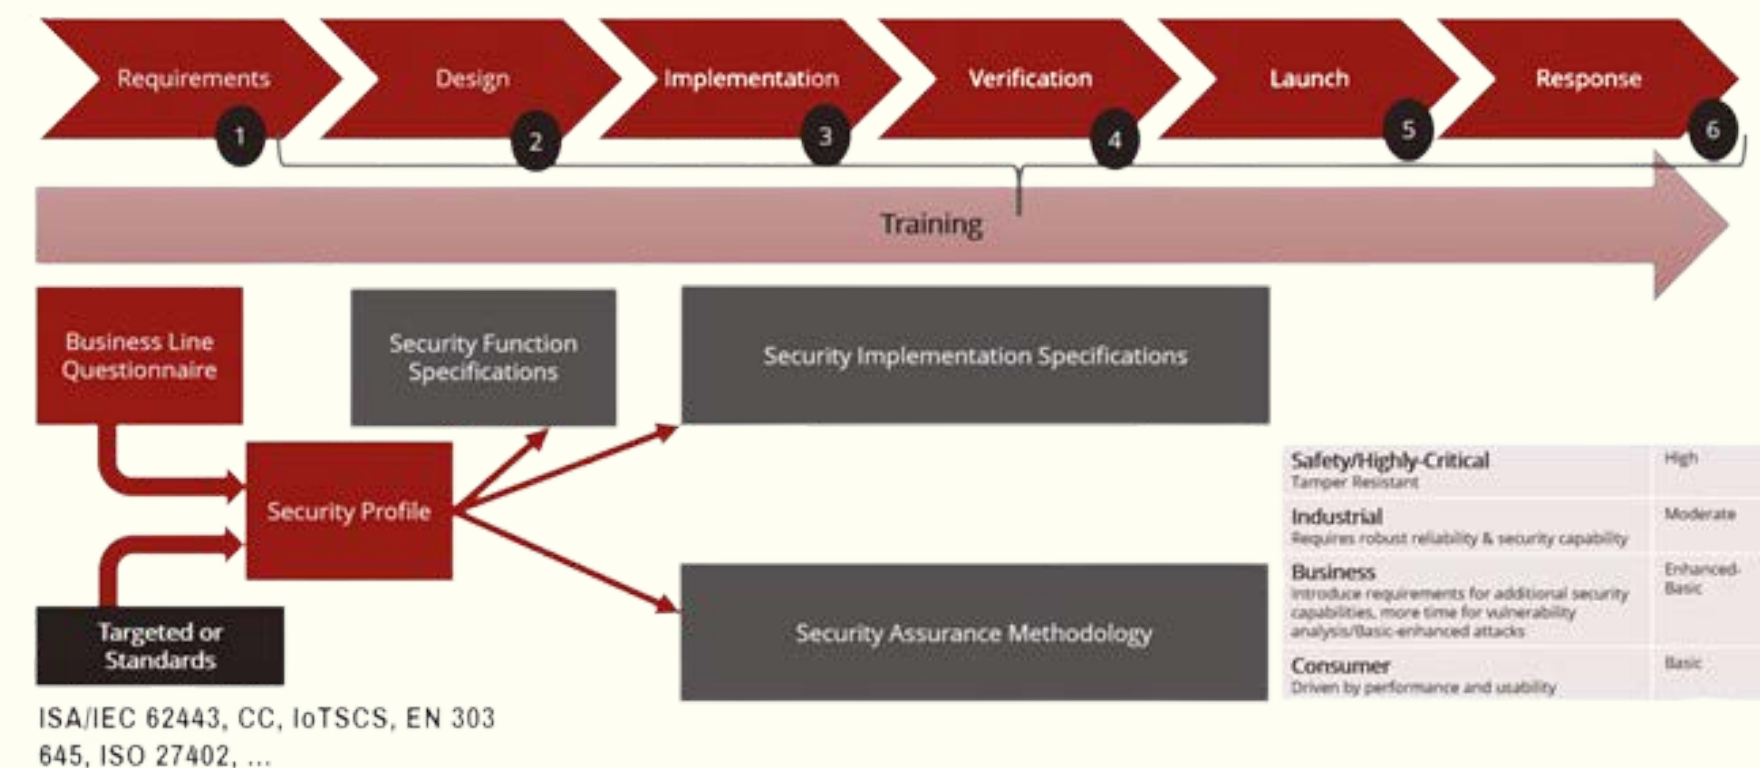 Requirements
Design
Implementation
Verification
Launch
Response
1
2
3
4
5
6
Training
Business Line
Questionnaire
Security Function
Specifications
Security Implementation Specifications
Security Profile
Targeted or
Standards
Security Assurance Methodology
Safety/Highly-Critical
Tamper Resistant
High
Industrial
Requires robust reliability & security capability
Moderate
Business
Introduce requirements for additional security
capabilities, more time for vulnerability
analysis/Basic-enhanced attacks
Enhanced-
Basic
Consumer
Driven by performance and usability
Basic
ISA/IEC 62443, CC, IoTSCS, EN 303
645, ISO 27402, ...